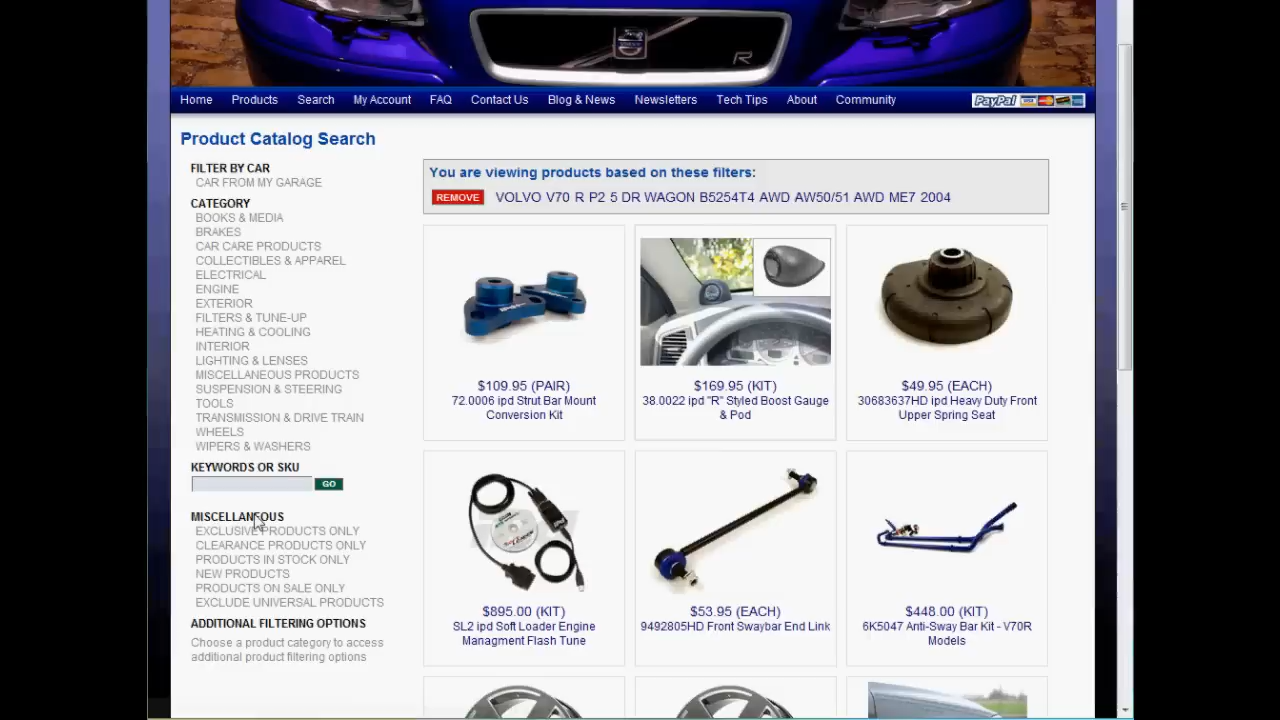 VOLVO
R
Home Products Search My Account FAQ Contact Us Blog & News Newsletters Tech Tips About Community PayPal VISA
Product Catalog Search
FILTER BY CAR
CAR FROM MY GARAGE
CATEGORY
BOOKS & MEDIA
BRAKES
CAR CARE PRODUCTS
COLLECTIBLES & APPAREL
ELECTRICAL
ENGINE
EXTERIOR
FILTERS & TUNE-UP
HEATING & COOLING
INTERIOR
LIGHTING & LENSES
MISCELLANEOUS PRODUCTS
SUSPENSION & STEERING
TOOLS
TRANSMISSION & DRIVE TRAIN
WHEELS
WIPERS & WASHERS
KEYWORDS OR SKU
GO
MISCELLANEOUS
EXCLUSIVE PRODUCTS ONLY
CLEARANCE PRODUCTS ONLY
PRODUCTS IN STOCK ONLY
NEW PRODUCTS
PRODUCTS ON SALE ONLY
EXCLUDE UNIVERSAL PRODUCTS
ADDITIONAL FILTERING OPTIONS
Choose a product category to access
additional product filtering options
You are viewing products based on these filters:
REMOVE VOLVO V70 R P2 5 DR WAGON B5254T4 AWD AW50/51 AWD ME7 2004
$109.95 (PAIR)
72.0006 ipd Strut Bar Mount
Conversion Kit
$169.95 (KIT)
38.0022 ipd "R" Styled Boost Gauge
& Pod
$49.95 (EACH)
30683637HD ipd Heavy Duty Front
Upper Spring Seat
$895.00 (KIT)
SL2 ipd Soft Loader Engine
Managment Flash Tune
$53.95 (EACH)
9492805HD Front Swaybar End Link
$448.00 (KIT)
6K5047 Anti-Sway Bar Kit - V70R
Models